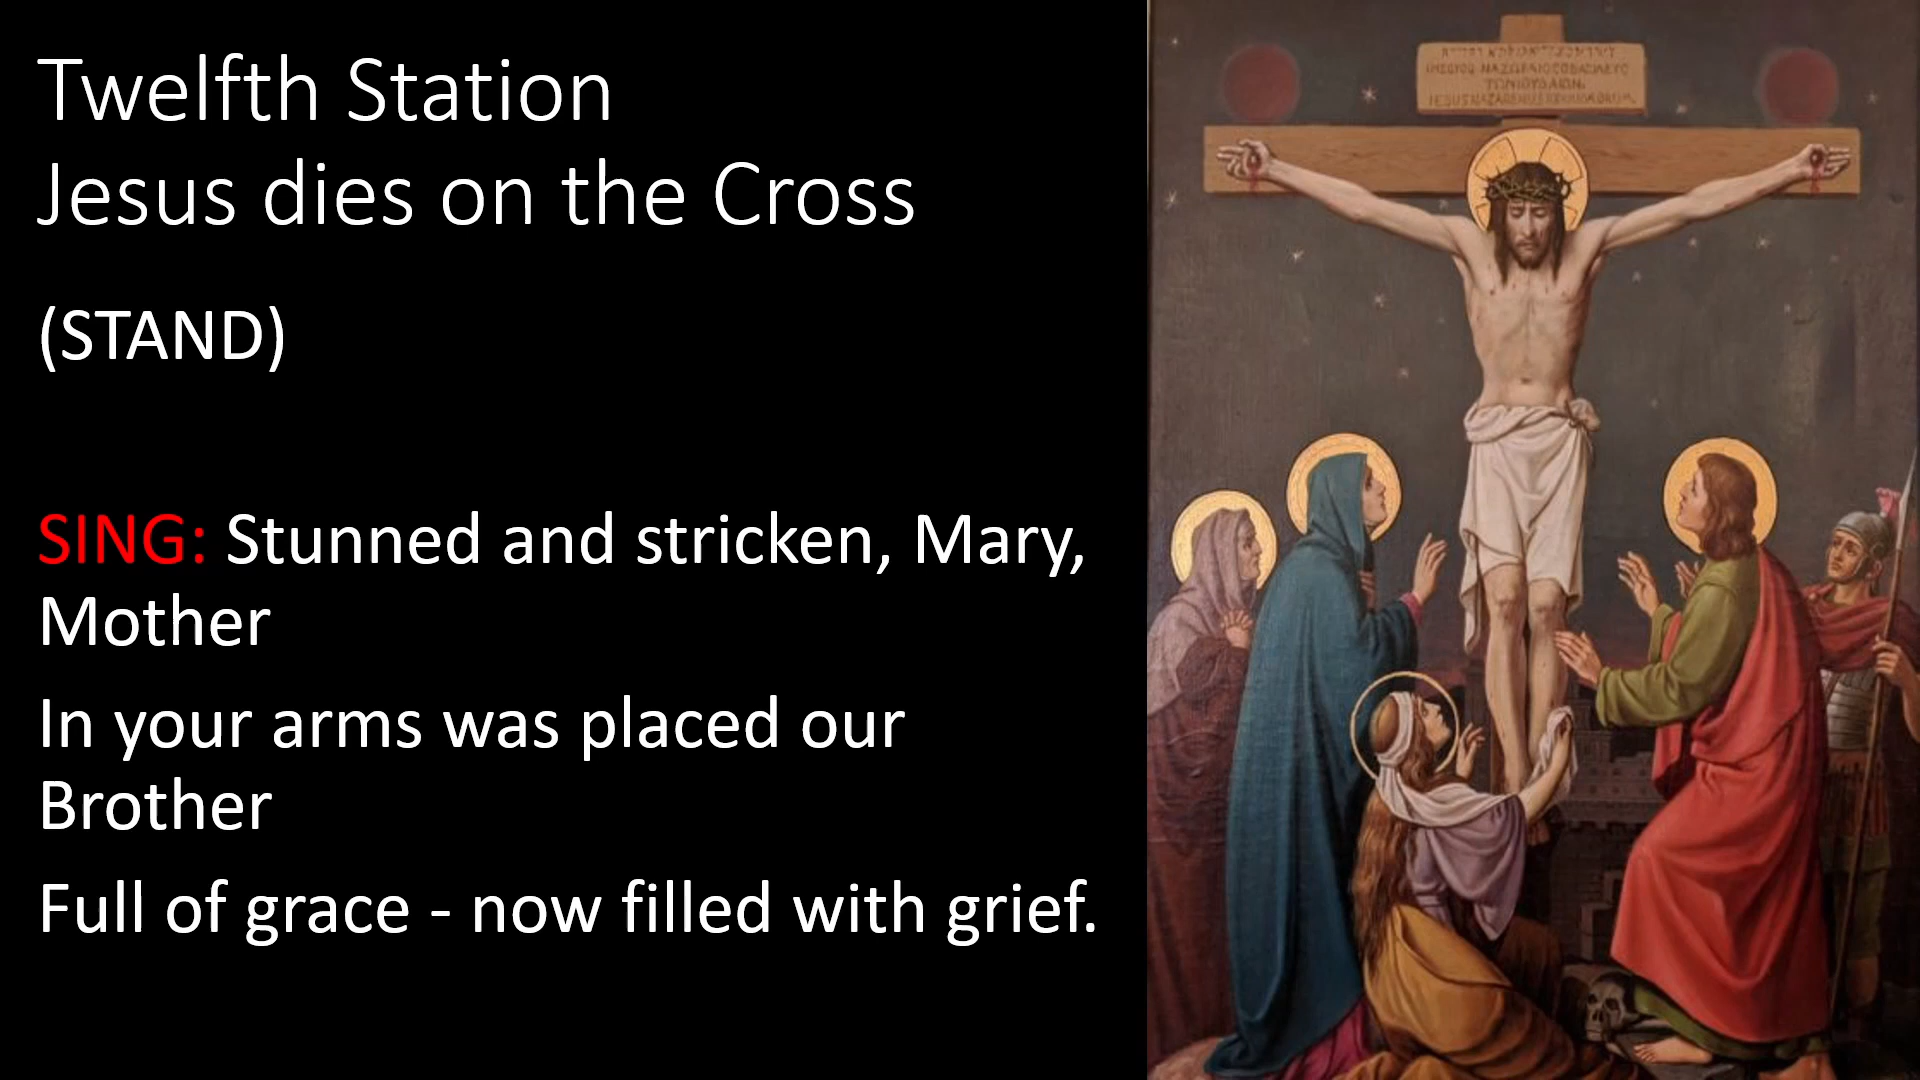 Twelfth Station
Jesus dies on the Cross
(STAND)
SING: Stunned and stricken, Mary,
Mother
In your arms was placed our
Brother
Full of grace - now filled with grief.